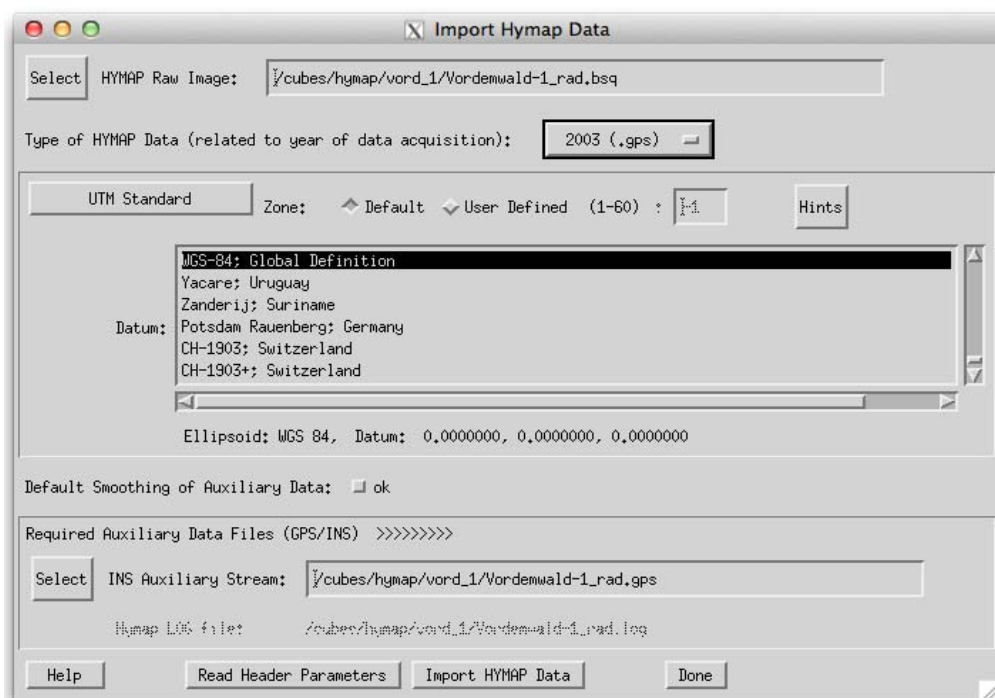 Import Hymap Data
Select HYMAP Raw Image: /cubes/hymap/vord_1/Vordemwald-1_rad.bsq
Type of HYMAP Data (related to year of data acquisition): 2003 (.gps)
UTM Standard Zone: Default User Defined (1-60) : -1 Hints
WGS-84; Global Definition
Yacare; Uruguay
Zanderij; Suriname
Datum: Potsdam Rauenberg; Germany
CH-1903; Switzerland
CH-1903+; Switzerland
Ellipsoid: WGS 84, Datum: 0.0000000, 0.0000000, 0.0000000
Default Smoothing of Auxiliary Data: ok
Required Auxiliary Data Files (GPS/INS) >>>>>>>>>
Select INS Auxiliary Stream: /cubes/hymap/vord_1/Vordemwald-1_rad.gps
Hymap LOG file: /cubes/hymap/vord_1/Vordemwald-1_rad.log
Help Read Header Parameters Import HYMAP Data Done